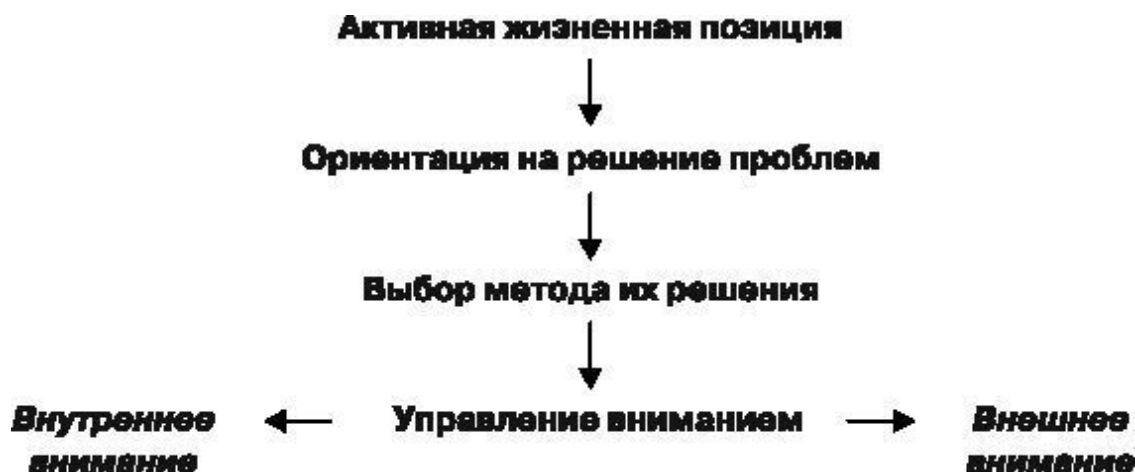 Активная жизненная позиция
Ориентация на решение проблем
Выбор метода их решения
Внутреннее Управление вниманием Внешнее
внимание внимание